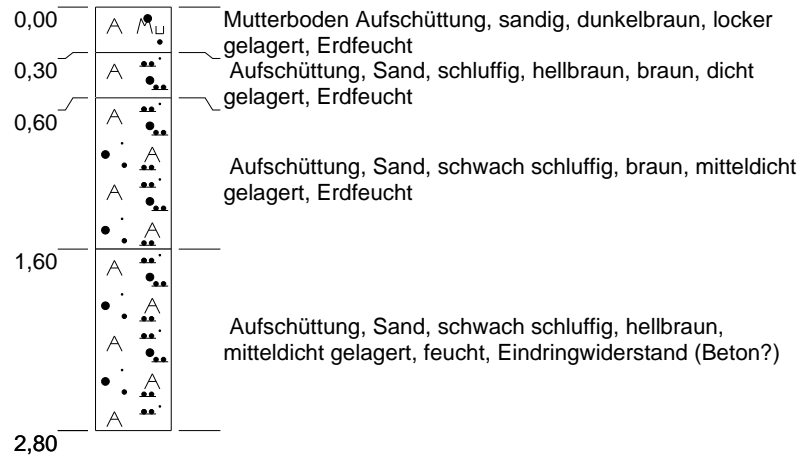 0,00
Mutterboden Aufschüttung, sandig, dunkelbraun, locker
gelagert, Erdfeucht
0,30
Aufschüttung, Sand, schluffig, hellbraun, braun, dicht
gelagert, Erdfeucht
0,60
Aufschüttung, Sand, schwach schluffig, braun, mitteldicht
gelagert, Erdfeucht
1,60
Aufschüttung, Sand, schwach schluffig, hellbraun,
mitteldicht gelagert, feucht, Eindringwiderstand (Beton?)
2,80